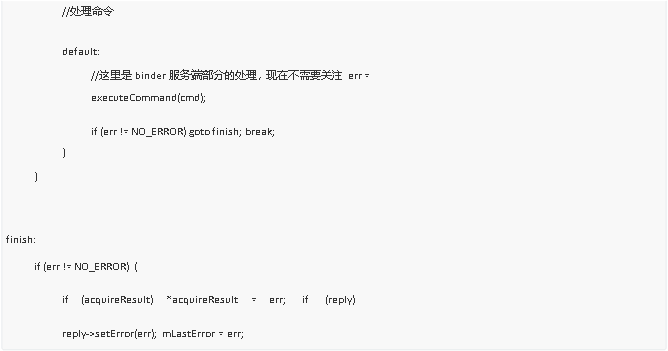 //处理命令
default:
//这里是 binder 服务端部分的处理，现在不需要关注 err =
executeCommand(cmd);
if (err != NO_ERROR) goto finish; break;
}
}
finish:
if (err != NO_ERROR) {
if (acquireResult) *acquireResult = err; if (reply)
reply->setError(err); mLastError = err;